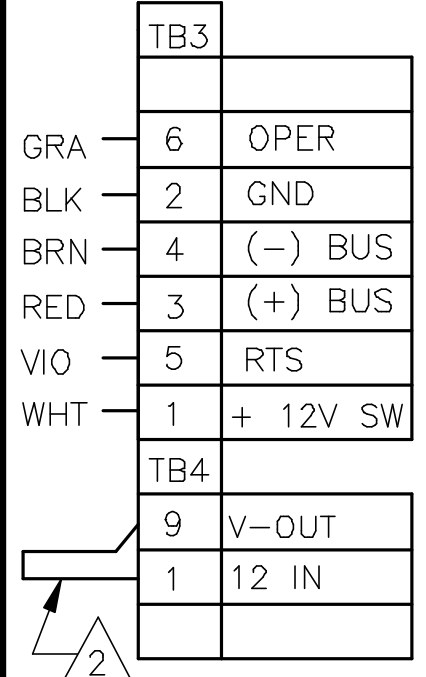 TB3
GRA 6 OPER
BLK 2 GND
BRN 4 (-) BUS
RED 3 (+) BUS
VIO 5 RTS
WHT 1 + 12V SW
TB4
9 V-OUT
1 12 IN
2